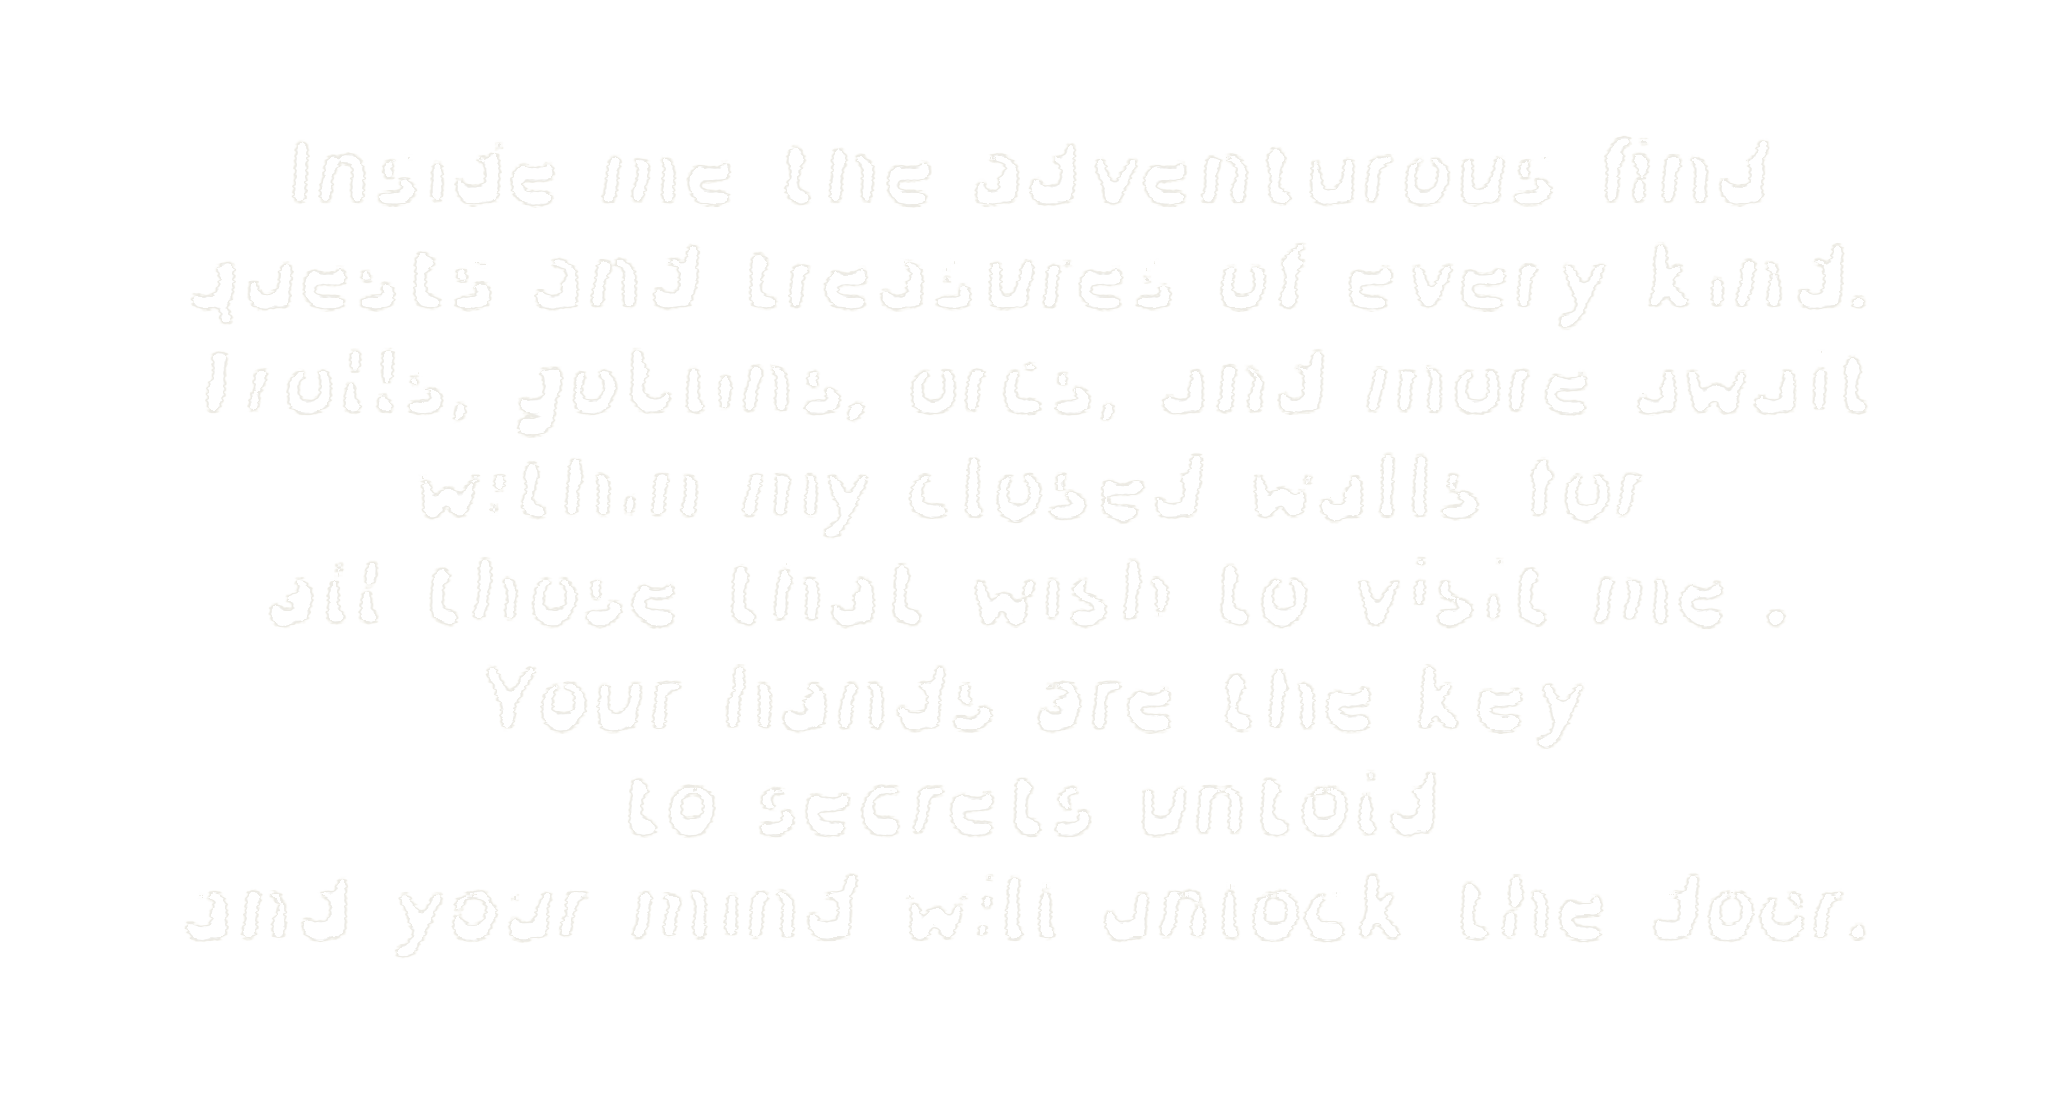 Inside me the adventurous find
quests and treasures of every kind.
Trolls, goblins, orcs, and more await
within my closed walls for
all those that wish to visit me .
Your hands are the key
to secrets untold
and your mind will unlock the door.